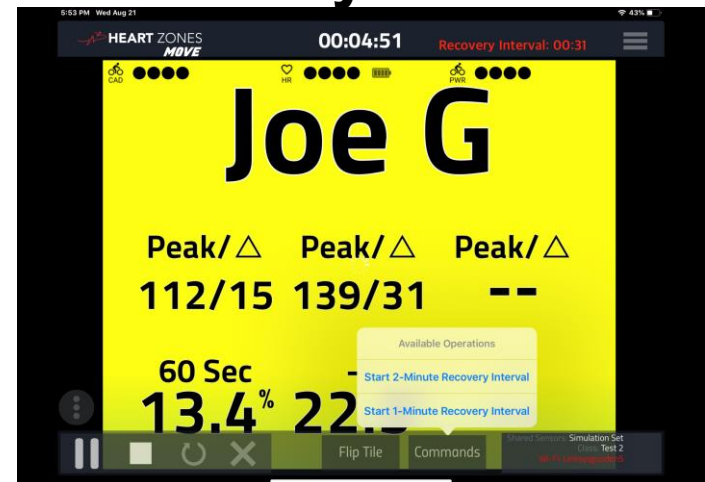 5:53 PM Wed Aug 21
43%
HEART ZONES
MOVE
00:04:51
Recovery Interval: 00:31
CAD
HR
PWR
Joe G
Peak/△ Peak/△ Peak/△
112/15 139/31 --
60 Sec
13.4%
22.
Available Operations
Start 2-Minute Recovery Interval
Start 1-Minute Recovery Interval
Flip Tile
Commands
Shared Sensors: Simulation Set
Class: Test 2